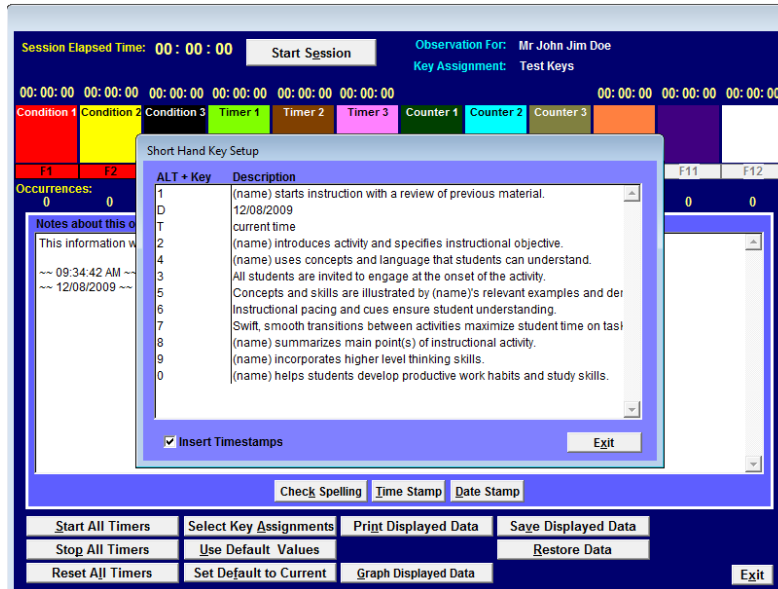 Session Elapsed Time: 00: 00 : 00 Start Session Observation For: Mr John Jim Doe
Key Assignment: Test Keys
00: 00: 00 00: 00: 00 00: 00: 00 00: 00: 00 00: 00: 00 00: 00: 00 00: 00: 00 00: 00: 00 00: 00: 00
Condition 1 Condition 2 Condition 3 Timer 1 Timer 2 Timer 3 Counter 1 Counter 2 Counter 3
F1 F2 F11 F12
Occurrences:
0 0 0 0
Notes about this o
This information w
~~ 09:34:42 AM ~~
~~ 12/08/2009 ~~
Short Hand Key Setup
ALT + Key Description
1 (name) starts instruction with a review of previous material.
D 12/08/2009
T current time
2 (name) introduces activity and specifies instructional objective.
4 (name) uses concepts and language that students can understand.
3 All students are invited to engage at the onset of the activity.
5 Concepts and skills are illustrated by (name)'s relevant examples and der
6 Instructional pacing and cues ensure student understanding.
7 Swift, smooth transitions between activities maximize student time on task
8 (name) summarizes main point(s) of instructional activity.
9 (name) incorporates higher level thinking skills.
0 (name) helps students develop productive work habits and study skills.
Insert Timestamps Exit
Check Spelling Time Stamp Date Stamp
Start All Timers Select Key Assignments Print Displayed Data Save Displayed Data
Stop All Timers Use Default Values Restore Data
Reset All Timers Set Default to Current Graph Displayed Data Exit